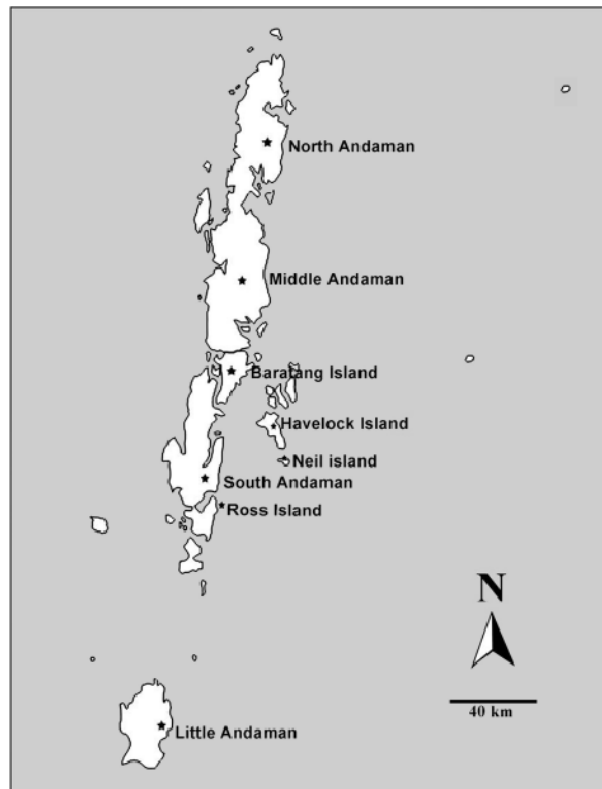 North Andaman
Middle Andaman
Baratang Island
Havelock Island
Neil island
South Andaman
Ross Island
N
40 km
Little Andaman